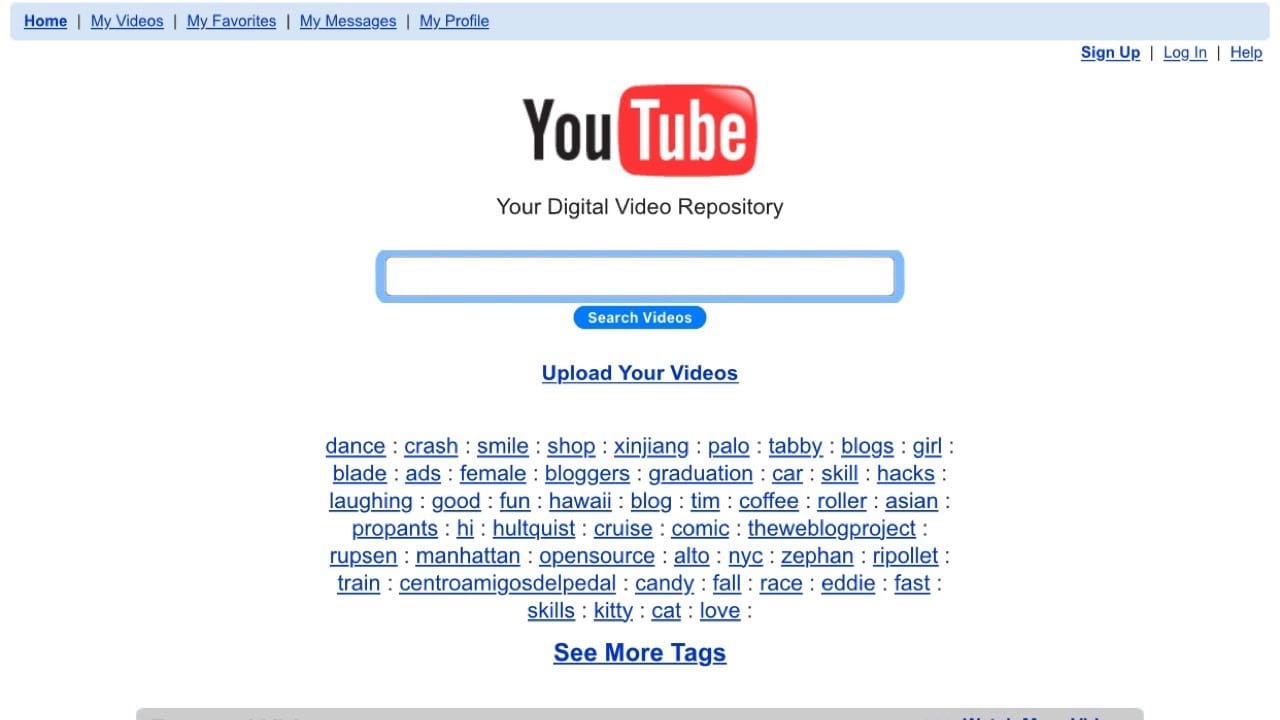 Home | My Videos | My Favorites | My Messages | My Profile
Sign Up | Log In | Help
YouTube
Your Digital Video Repository
Search Videos
Upload Your Videos
dance : crash : smile : shop : xinjiang : palo : tabby : blogs : girl :
blade : ads : female : bloggers : graduation : car : skill : hacks :
laughing : good : fun : hawaii : blog : tim : coffee : roller : asian :
propants : hi : hultquist : cruise : comic : theweblogproject :
rupsen : manhattan : opensource : alto : nyc : zephan : ripollet :
train : centroamigosdelpedal : candy : fall : race : eddie : fast :
skills : kitty : cat : love :
See More Tags